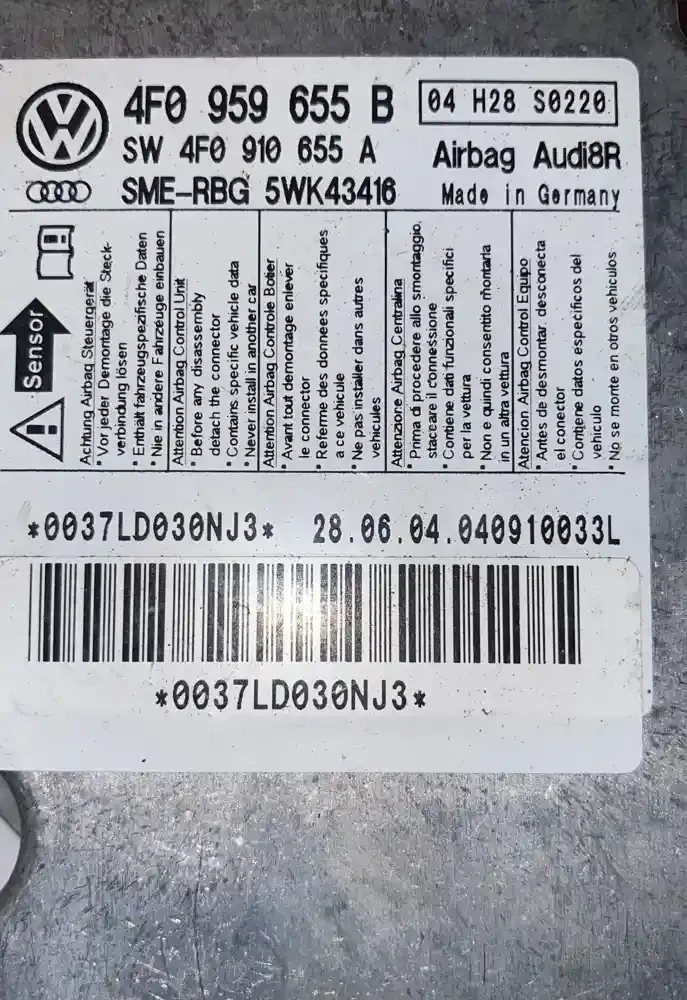 4F0 959 655 B
04 H28 S0220
SW 4F0 910 655 A
Airbag Audi8R
SME-RBG 5WK43416
Made in Germany
Sensor
Achtung Airbag Steuergerät
* Vor jeder Demontage die Steck-
verbindung lösen
* Enthält fahrzeugspezifische Daten
* Nie in andere Fahrzeuge einbauen
Attention Airbag Control Unit
* Before any disassembly
detach the connector
* Contains specific vehicle data
* Never install in another car
Attention Airbag Controle Botier
* Avant tout demontage enlever
le connector
* Referme des donnees specifiques
a ce vehicule
* Ne pas installer dans autres
vehicules
Attenzione Airbag Centralina
* Prima di procedere allo smontaggio,
staccare il connessione
* Contiene dati funzionali specifici
per la vettura
* Non e quindi consentito montarla
in un altra vettura
Atencion Airbag Control Equipo
* Antes de desmontar, desconecta
el conector
* Contiene datos especificos del
vehiculo
* No se monte en otros vehiculos
*0037LD030NJ3* 28.06.04.040910033L
*0037LD030NJ3*